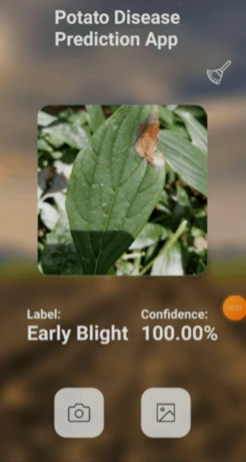 Potato Disease
Prediction App
Label:
Confidence:
Early Blight
100.00%